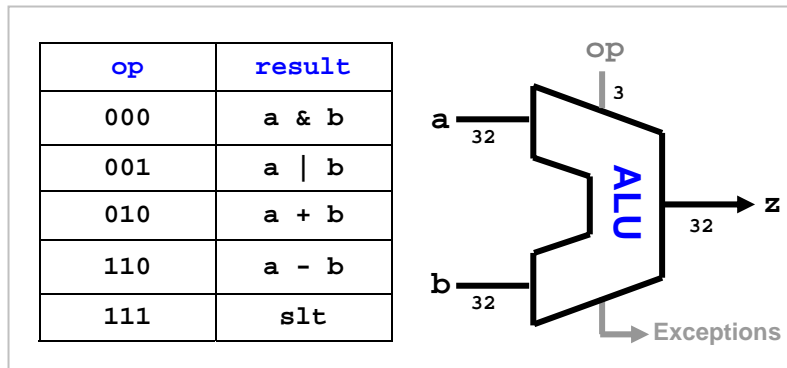 op result
000 a & b
001 a | b
010 a + b
110 a - b
111 slt
op
3
a
32
ALU
z
32
b
32
Exceptions